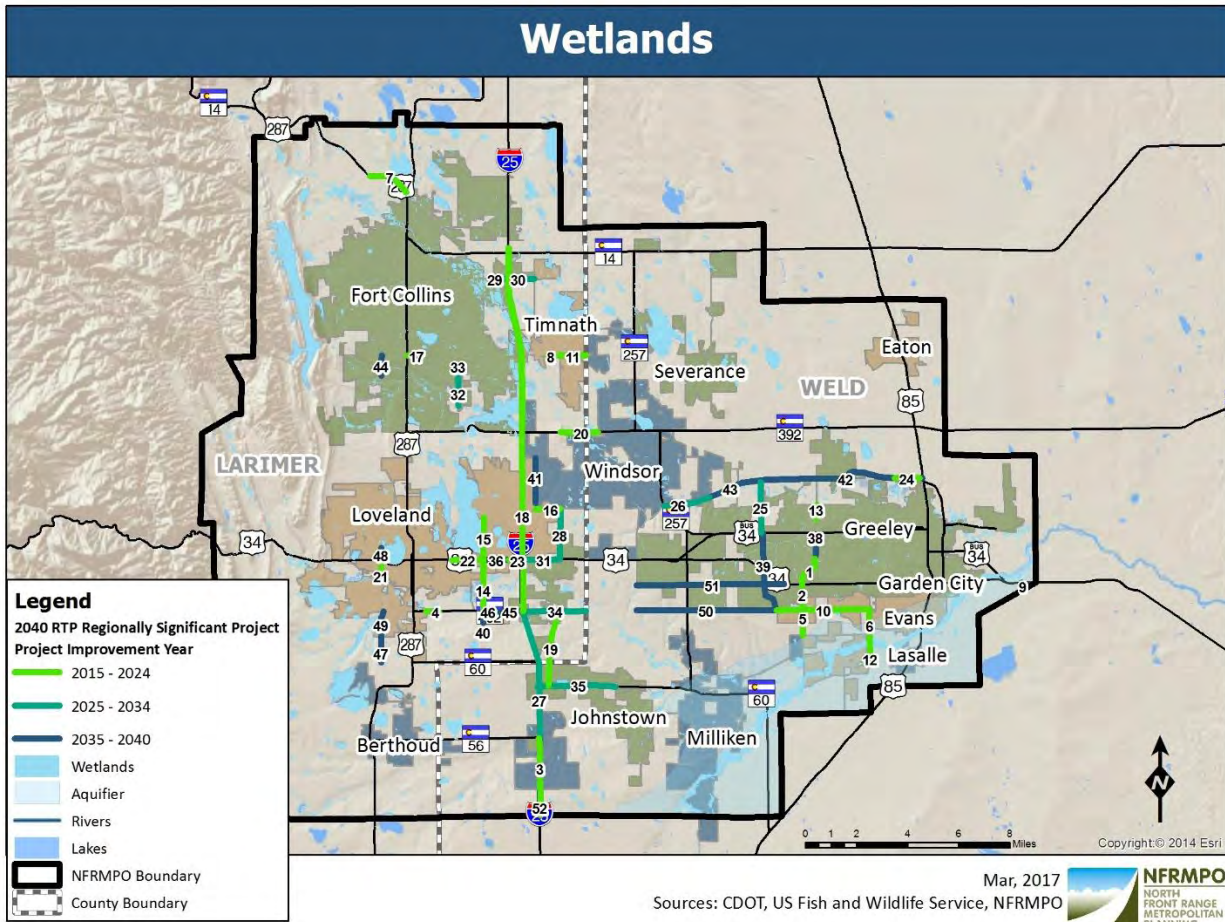 Wetlands
14
287
25
7
287
14
29 30
Fort Collins
Timnath
257
Eaton
17
44
33
32
8 11
Severance
WELD
85
287
20
392
LARIMER
Windsor
41
43
42
24
26
257
25
Loveland
18
16
13
BUS
34
Greeley
15
28
38
34
48
22
36
25
23 31
34
39
34
BUS
34
21
14
51
1
Garden City
9
4
46
45
34
50
2
10
Evans
49
40
5
6
47
287
19
12
Lasalle
60
85
35
27
60
Johnstown
Berthoud
56
Milliken
3
52
N
Legend
2040 RTP Regionally Significant Project
Project Improvement Year
2015 - 2024
2025 - 2034
2035 - 2040
Wetlands
Aquifier
Rivers
Lakes
NFRMPO Boundary
County Boundary
0 1 2 4 6 8
Miles
Copyright:© 2014 Esri
Mar, 2017
Sources: CDOT, US Fish and Wildlife Service, NFRMPO
NFRMPO
NORTH
FRONT RANGE
METROPOLITAN